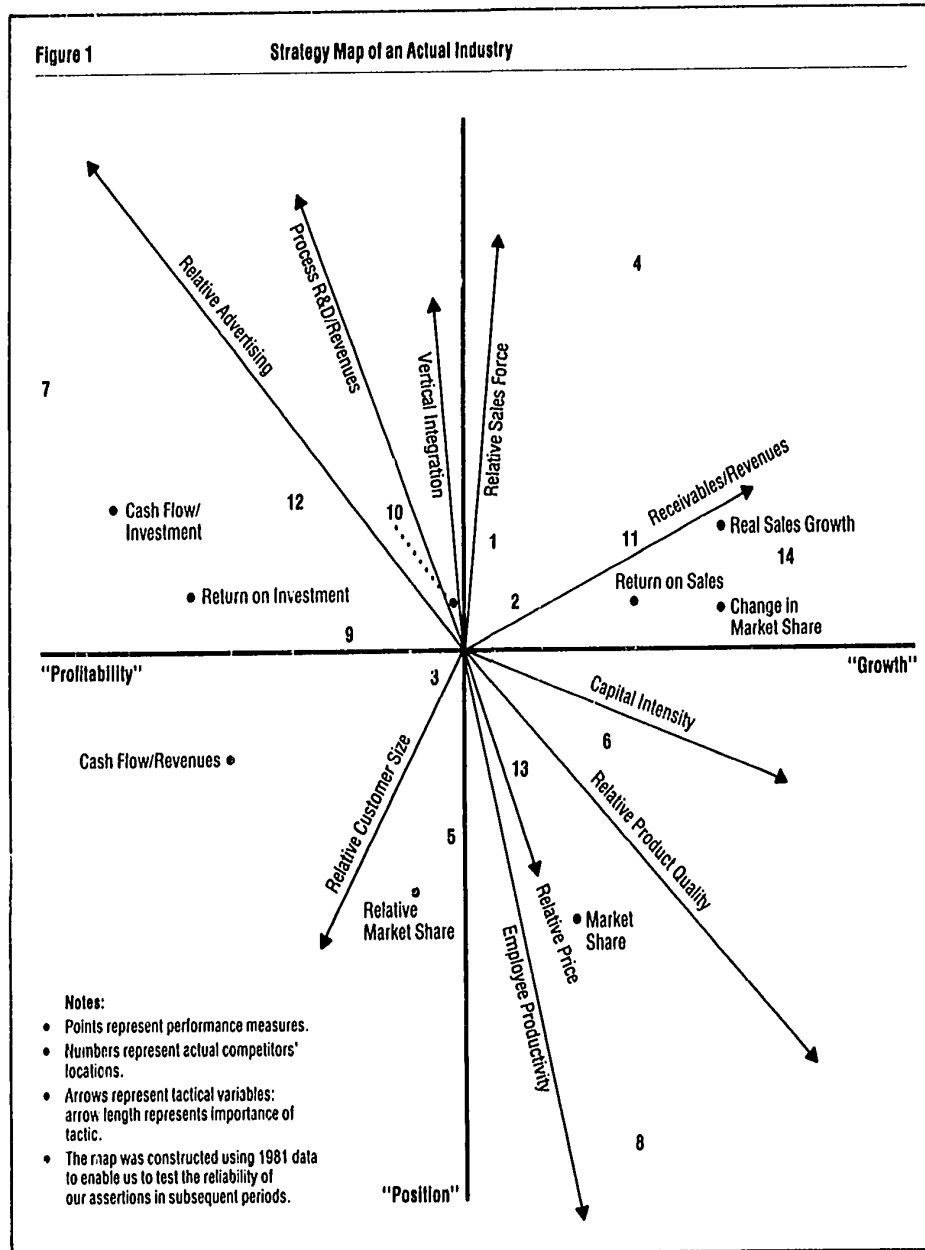 Figure 1
Strategy Map of an Actual Industry
4
Relative Advertising
Process R&D/Revenues
Vertical Integration
Relative Sales Force
7
Receivables/Revenues
12
10
1
11
• Cash Flow/
Investment
• Real Sales Growth
14
Return on Sales
• Return on Investment
2
• Change in
Market Share
9
"Profitability"
"Growth"
3
Capital Intensity
6
Cash Flow/Revenues •
13
Relative Customer Size
Relative Product Quality
5
Relative
Market Share
Relative Price
• Market
Share
Employee Productivity
8
Notes:
• Points represent performance measures.
• Numbers represent actual competitors'
locations.
• Arrows represent tactical variables:
arrow length represents importance of
tactic.
• The map was constructed using 1981 data
to enable us to test the reliability of
our assertions in subsequent periods.
"Position"